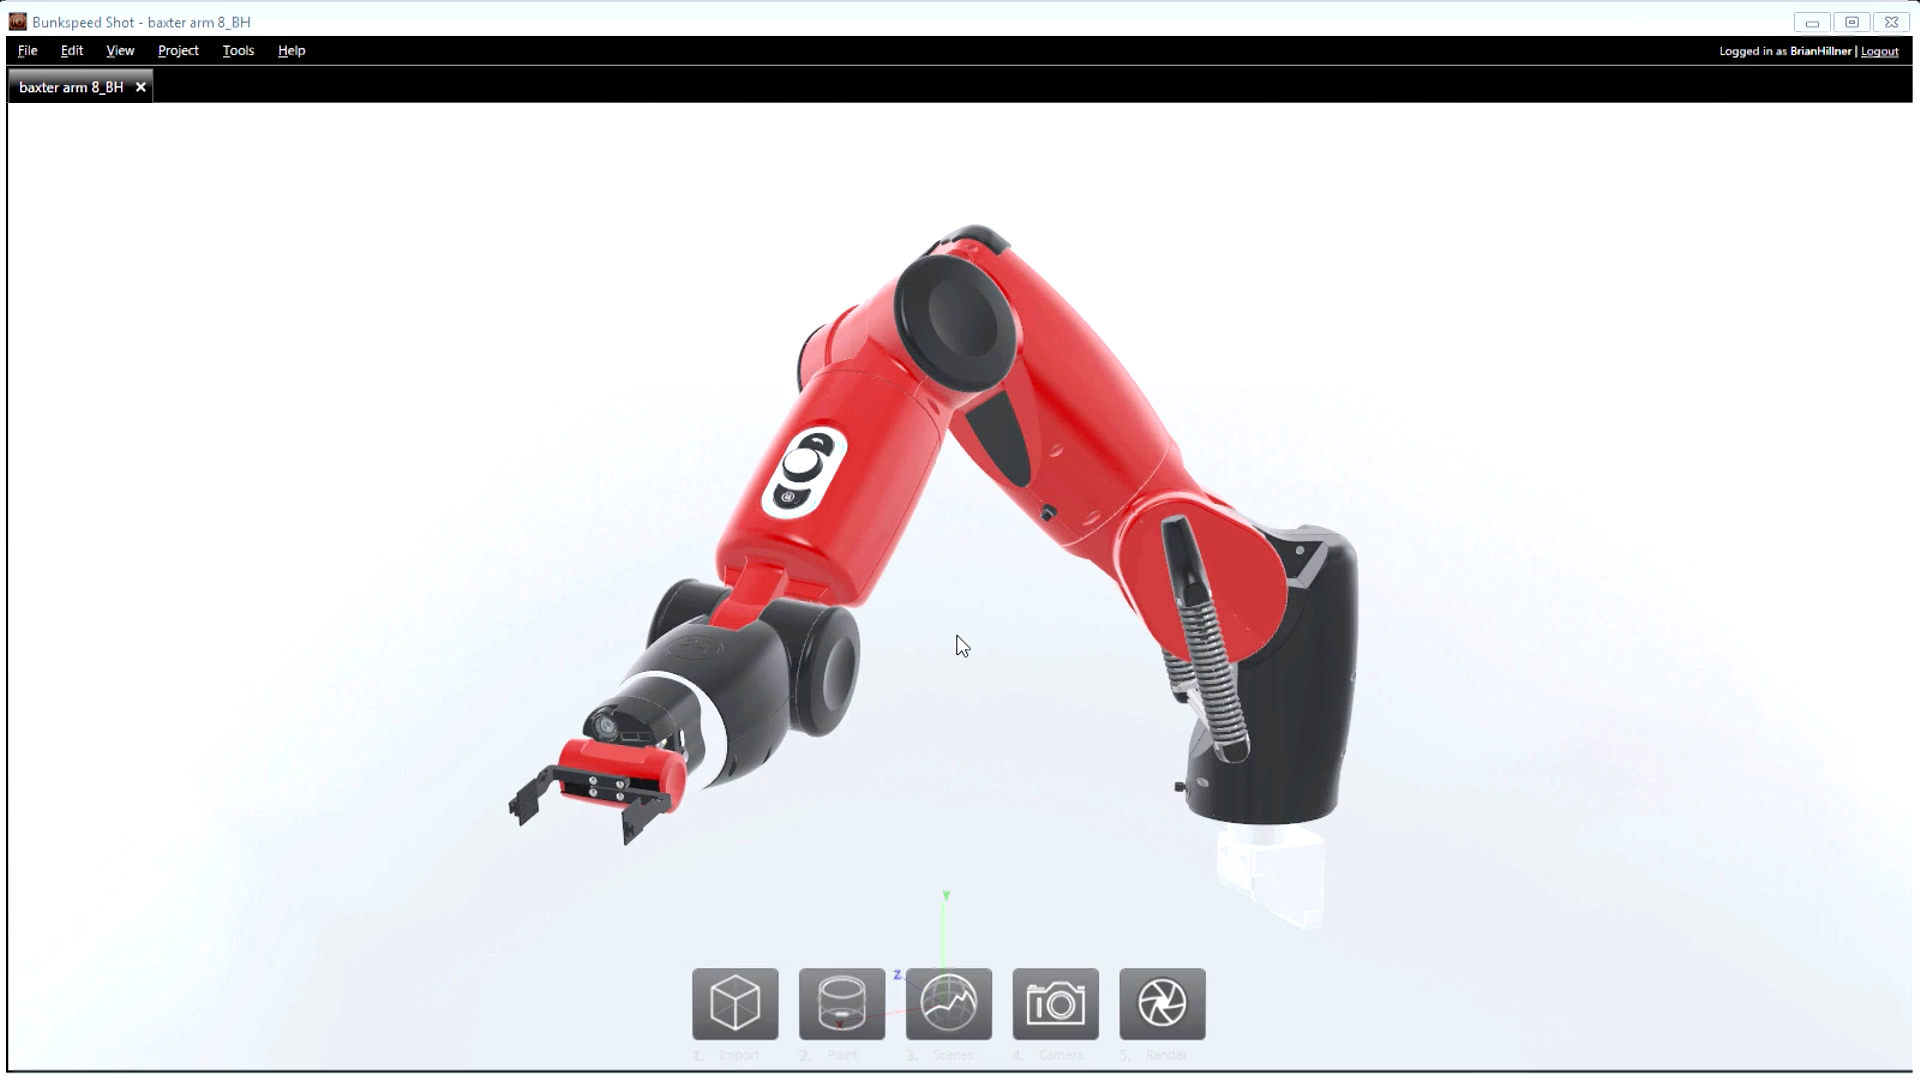 Bunkspeed Shot - baxter arm 8_BH
File Edit View Project Tools Help
Logged in as BrianHillner | Logout
baxter arm 8_BH
Y
Z
X
1. Import 2. Paint 3. Scenes 4. Camera 5. Render